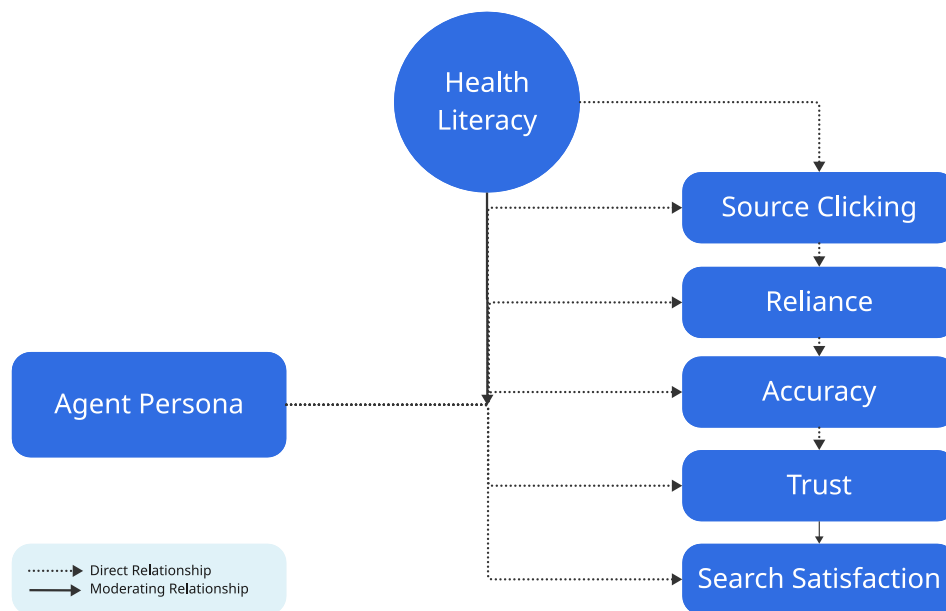 Health
Literacy
Source Clicking
Reliance
Agent Persona
Accuracy
Trust
Search Satisfaction
Direct Relationship
Moderating Relationship